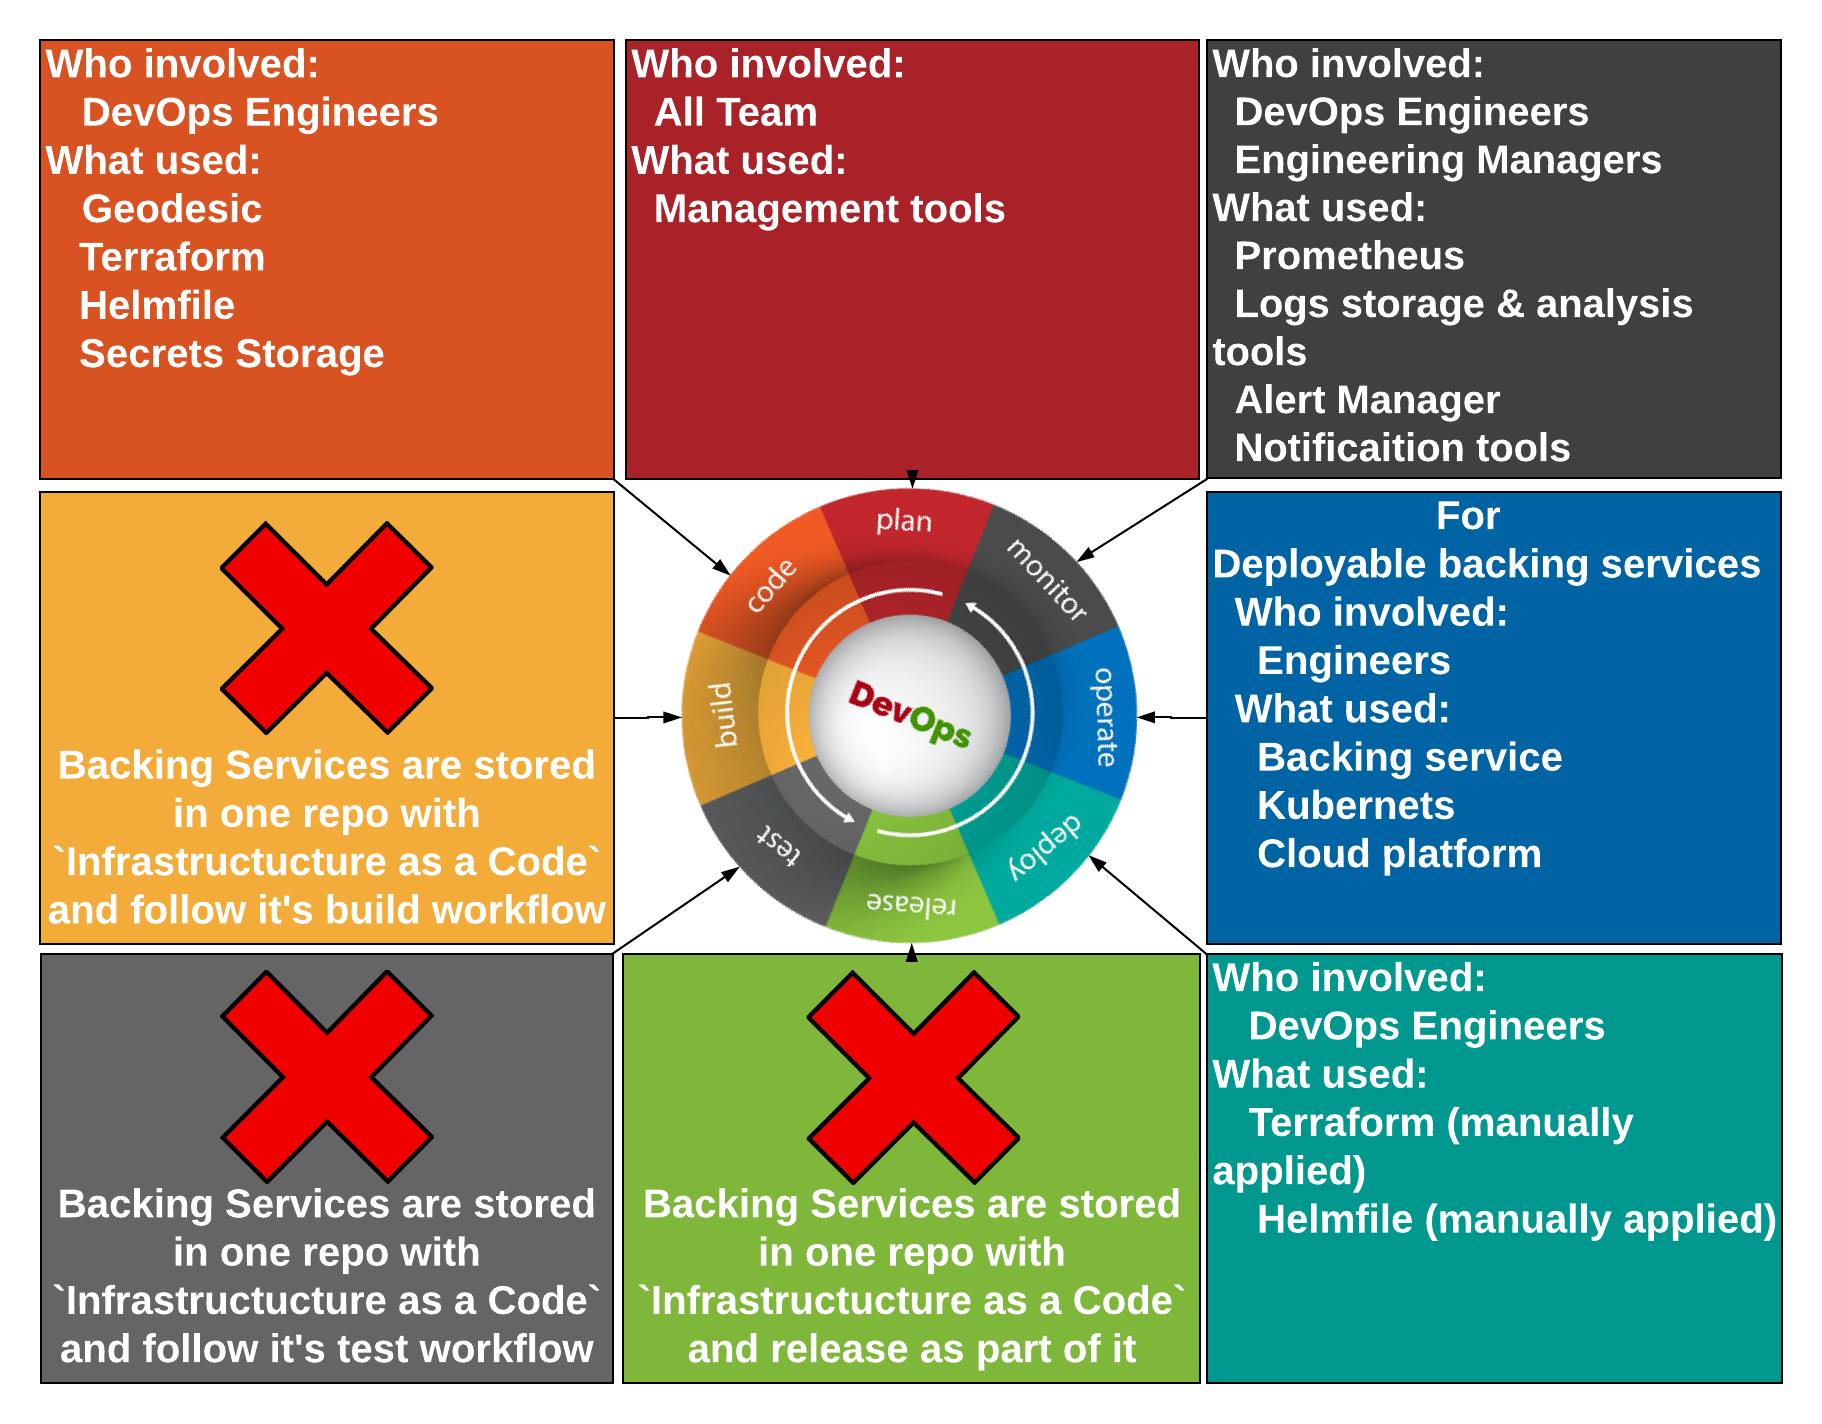 Who involved:
DevOps Engineers
What used:
Geodesic
Terraform
Helmfile
Secrets Storage
Who involved:
All Team
What used:
Management tools
Who involved:
DevOps Engineers
Engineering Managers
What used:
Prometheus
Logs storage & analysis
tools
Alert Manager
Notificaition tools
Backing Services are stored
in one repo with
`Infrastructucture as a Code`
and follow it's build workflow
plan
monitor
operate
deploy
release
test
build
code
DevOps
For
Deployable backing services
Who involved:
Engineers
What used:
Backing service
Kubernets
Cloud platform
Backing Services are stored
in one repo with
`Infrastructucture as a Code`
and follow it's test workflow
Backing Services are stored
in one repo with
`Infrastructucture as a Code`
and release as part of it
Who involved:
DevOps Engineers
What used:
Terraform (manually
applied)
Helmfile (manually applied)